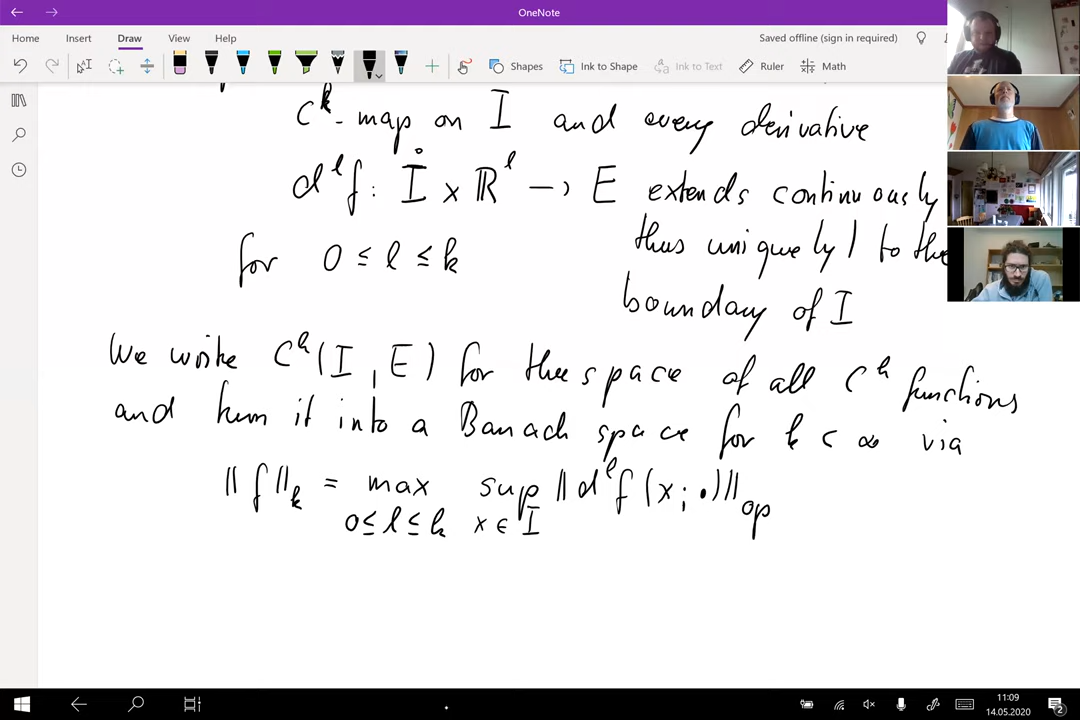 OneNote
Home Insert Draw View Help
Saved offline (sign in required)
Shapes Ink to Shape Ink to Text Ruler Math
C^k - map on I and every derivative
d^l f : I° × ℝ^l → E extends continuously
for 0 ≤ l ≤ k
thus uniquely) to the
boundary of I
We write C^k(I, E) for the space of all C^k functions
and turn it into a Banach space for k < ∞ via
‖f‖_k = max sup ‖d^l f(x; •)‖_op
0≤l≤k x∈I
11:09
14.05.2020
2